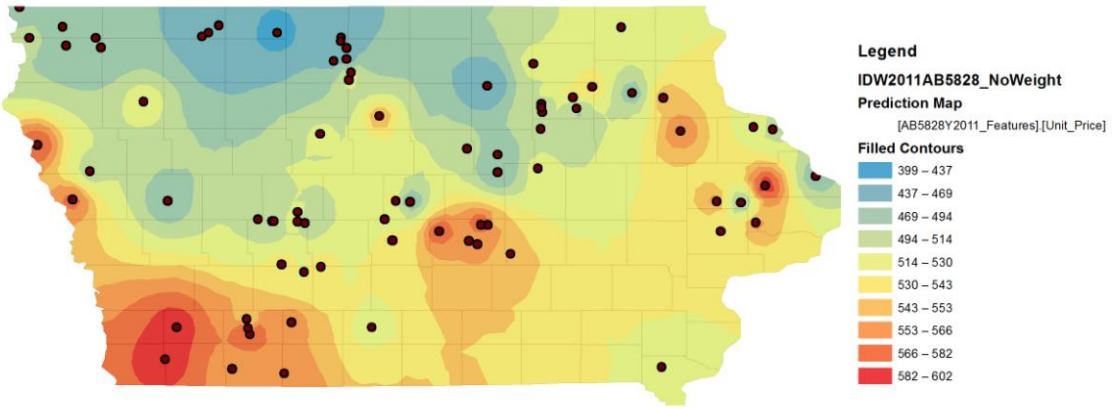 Legend
IDW2011AB5828_NoWeight
Prediction Map
[AB5828Y2011_Features].[Unit_Price]
Filled Contours
399 – 437
437 – 469
469 – 494
494 – 514
514 – 530
530 – 543
543 – 553
553 – 566
566 – 582
582 – 602